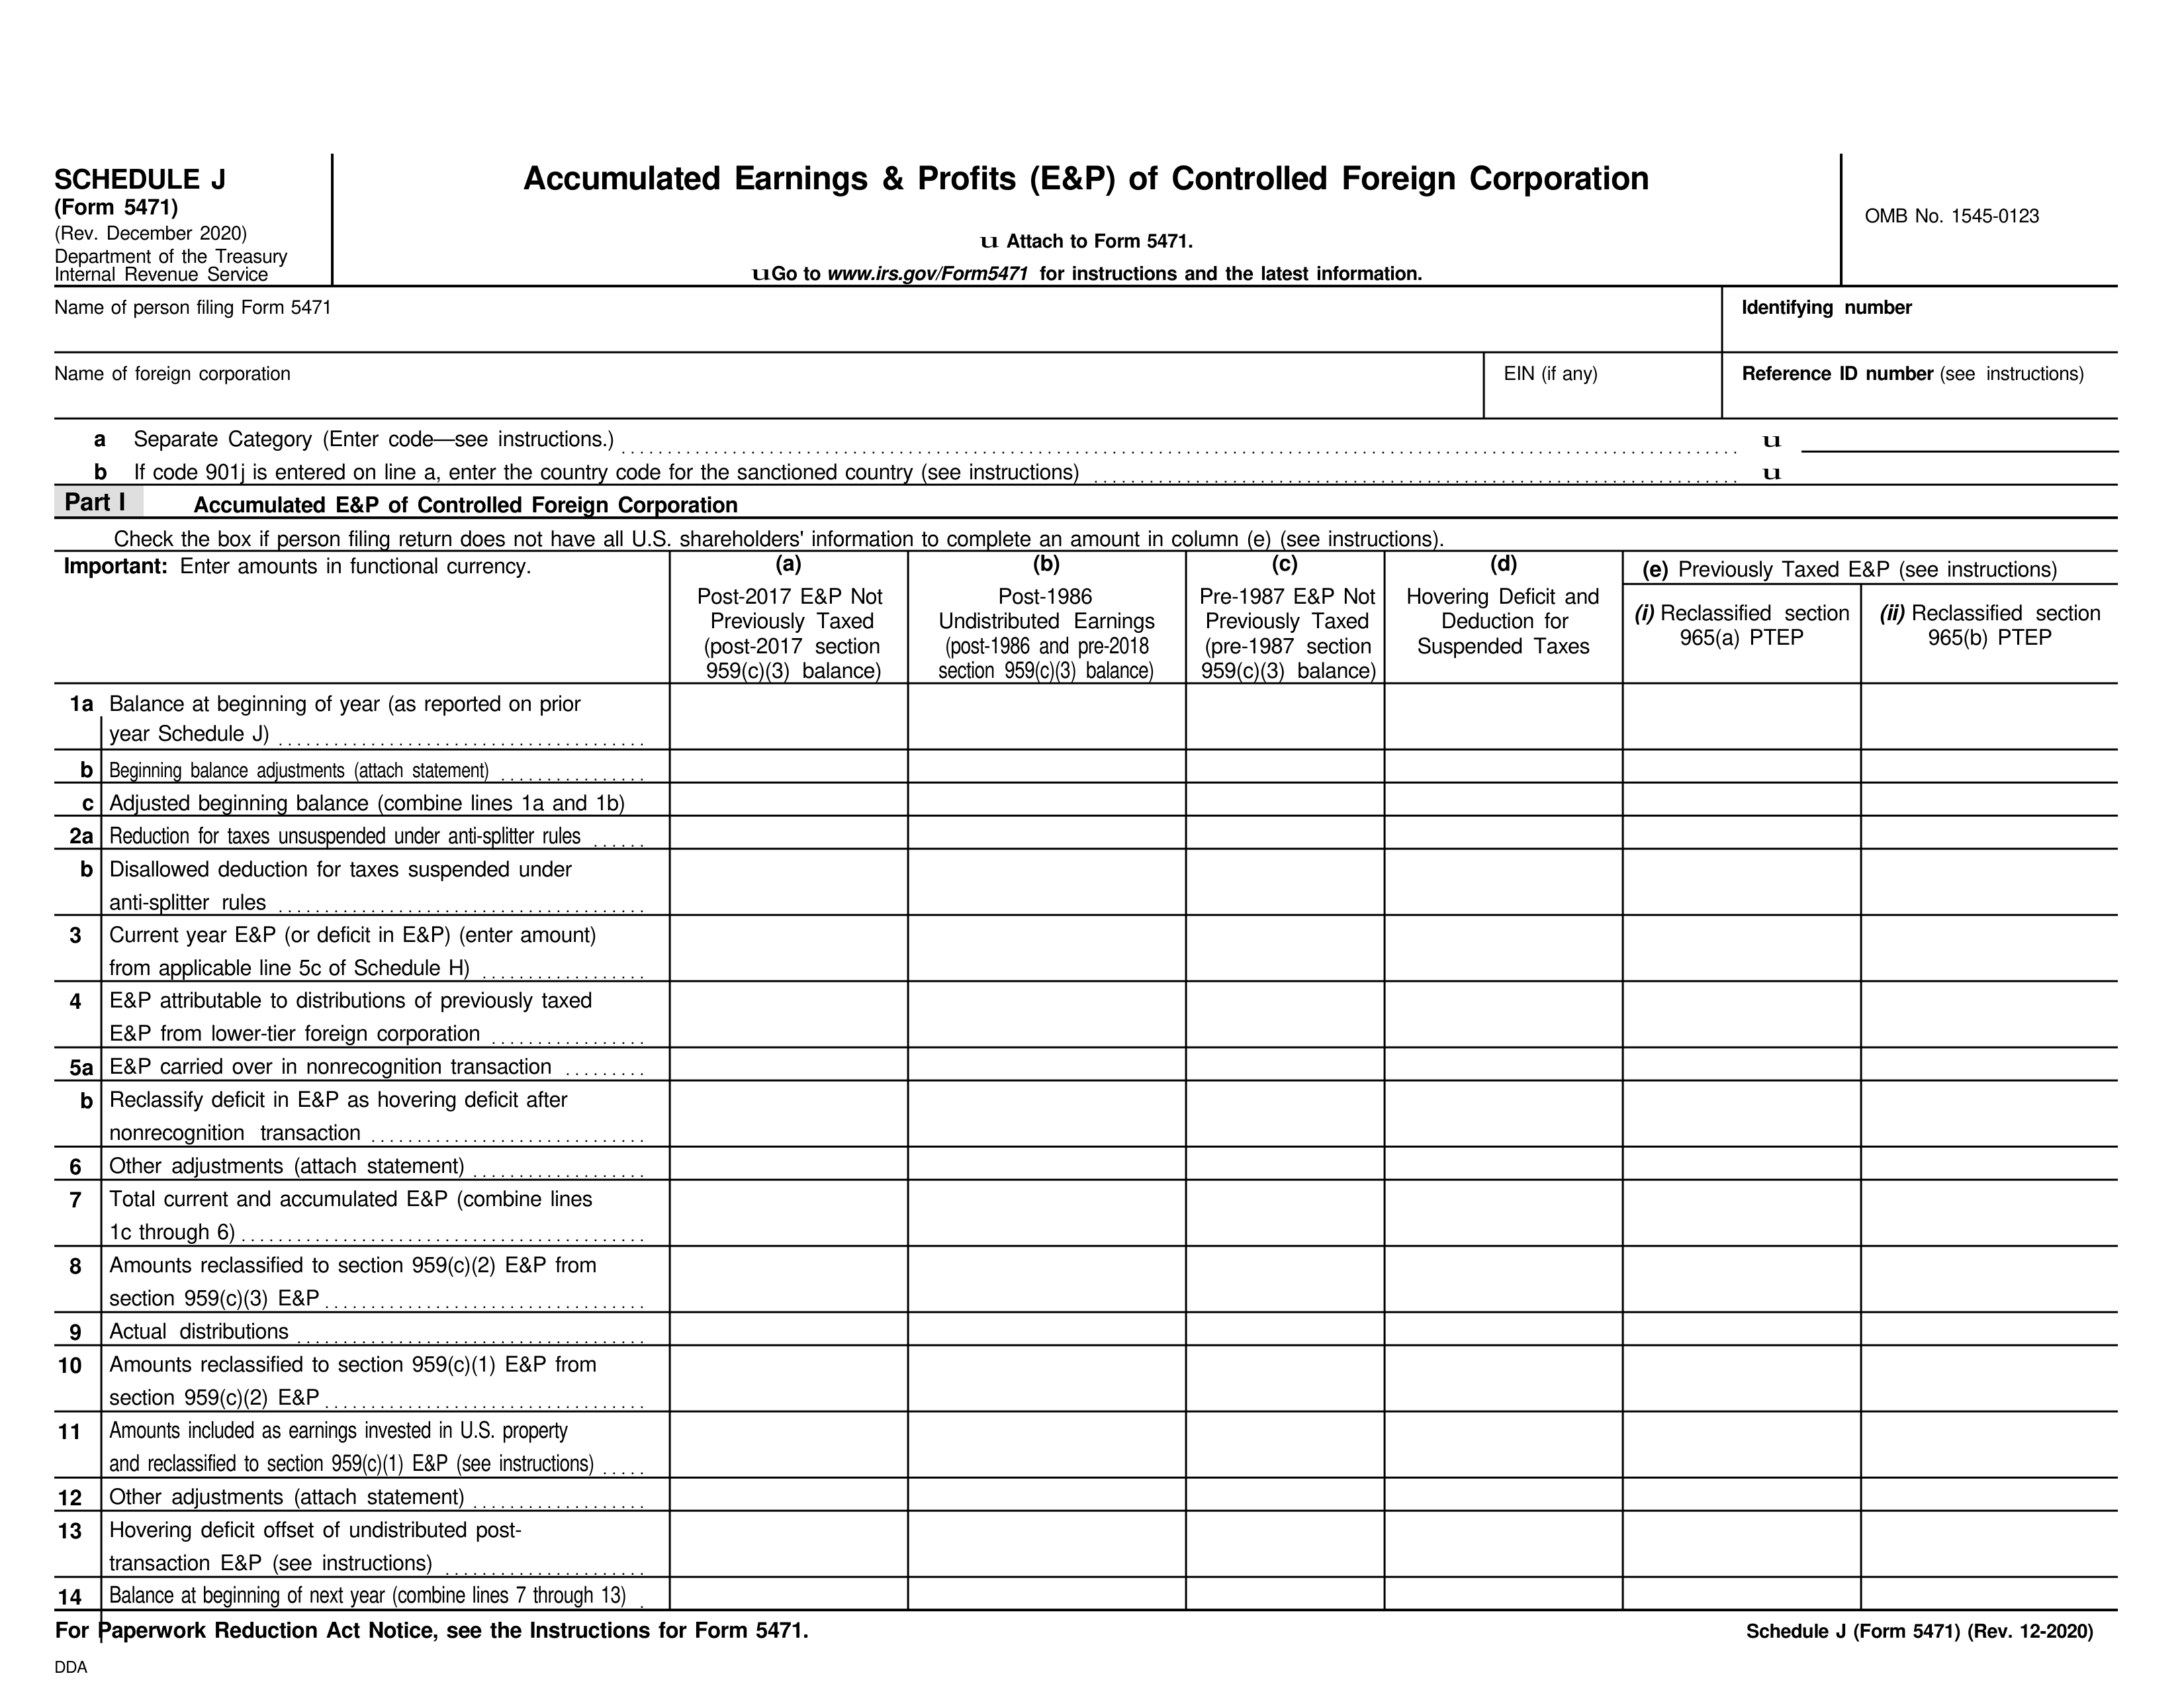 SCHEDULE J
(Form 5471)
(Rev. December 2020)
Department of the Treasury
Internal Revenue Service
Accumulated Earnings & Profits (E&P) of Controlled Foreign Corporation
u Attach to Form 5471.
u Go to www.irs.gov/Form5471 for instructions and the latest information.
OMB No. 1545-0123
Name of person filing Form 5471
Identifying number
Name of foreign corporation
EIN (if any)
Reference ID number (see instructions)
a Separate Category (Enter code—see instructions.) u
b If code 901j is entered on line a, enter the country code for the sanctioned country (see instructions) u
Part I Accumulated E&P of Controlled Foreign Corporation
Check the box if person filing return does not have all U.S. shareholders' information to complete an amount in column (e) (see instructions).
Important: Enter amounts in functional currency.
(a)
Post-2017 E&P Not
Previously Taxed
(post-2017 section
959(c)(3) balance)
(b)
Post-1986
Undistributed Earnings
(post-1986 and pre-2018
section 959(c)(3) balance)
(c)
Pre-1987 E&P Not
Previously Taxed
(pre-1987 section
959(c)(3) balance)
(d)
Hovering Deficit and
Deduction for
Suspended Taxes
(e) Previously Taxed E&P (see instructions)
(i) Reclassified section
965(a) PTEP
(ii) Reclassified section
965(b) PTEP
1a Balance at beginning of year (as reported on prior
year Schedule J)
b Beginning balance adjustments (attach statement)
c Adjusted beginning balance (combine lines 1a and 1b)
2a Reduction for taxes unsuspended under anti-splitter rules
b Disallowed deduction for taxes suspended under
anti-splitter rules
3 Current year E&P (or deficit in E&P) (enter amount)
from applicable line 5c of Schedule H)
4 E&P attributable to distributions of previously taxed
E&P from lower-tier foreign corporation
5a E&P carried over in nonrecognition transaction
b Reclassify deficit in E&P as hovering deficit after
nonrecognition transaction
6 Other adjustments (attach statement)
7 Total current and accumulated E&P (combine lines
1c through 6)
8 Amounts reclassified to section 959(c)(2) E&P from
section 959(c)(3) E&P
9 Actual distributions
10 Amounts reclassified to section 959(c)(1) E&P from
section 959(c)(2) E&P
11 Amounts included as earnings invested in U.S. property
and reclassified to section 959(c)(1) E&P (see instructions)
12 Other adjustments (attach statement)
13 Hovering deficit offset of undistributed post-
transaction E&P (see instructions)
14 Balance at beginning of next year (combine lines 7 through 13)
For Paperwork Reduction Act Notice, see the Instructions for Form 5471.
Schedule J (Form 5471) (Rev. 12-2020)
DDA